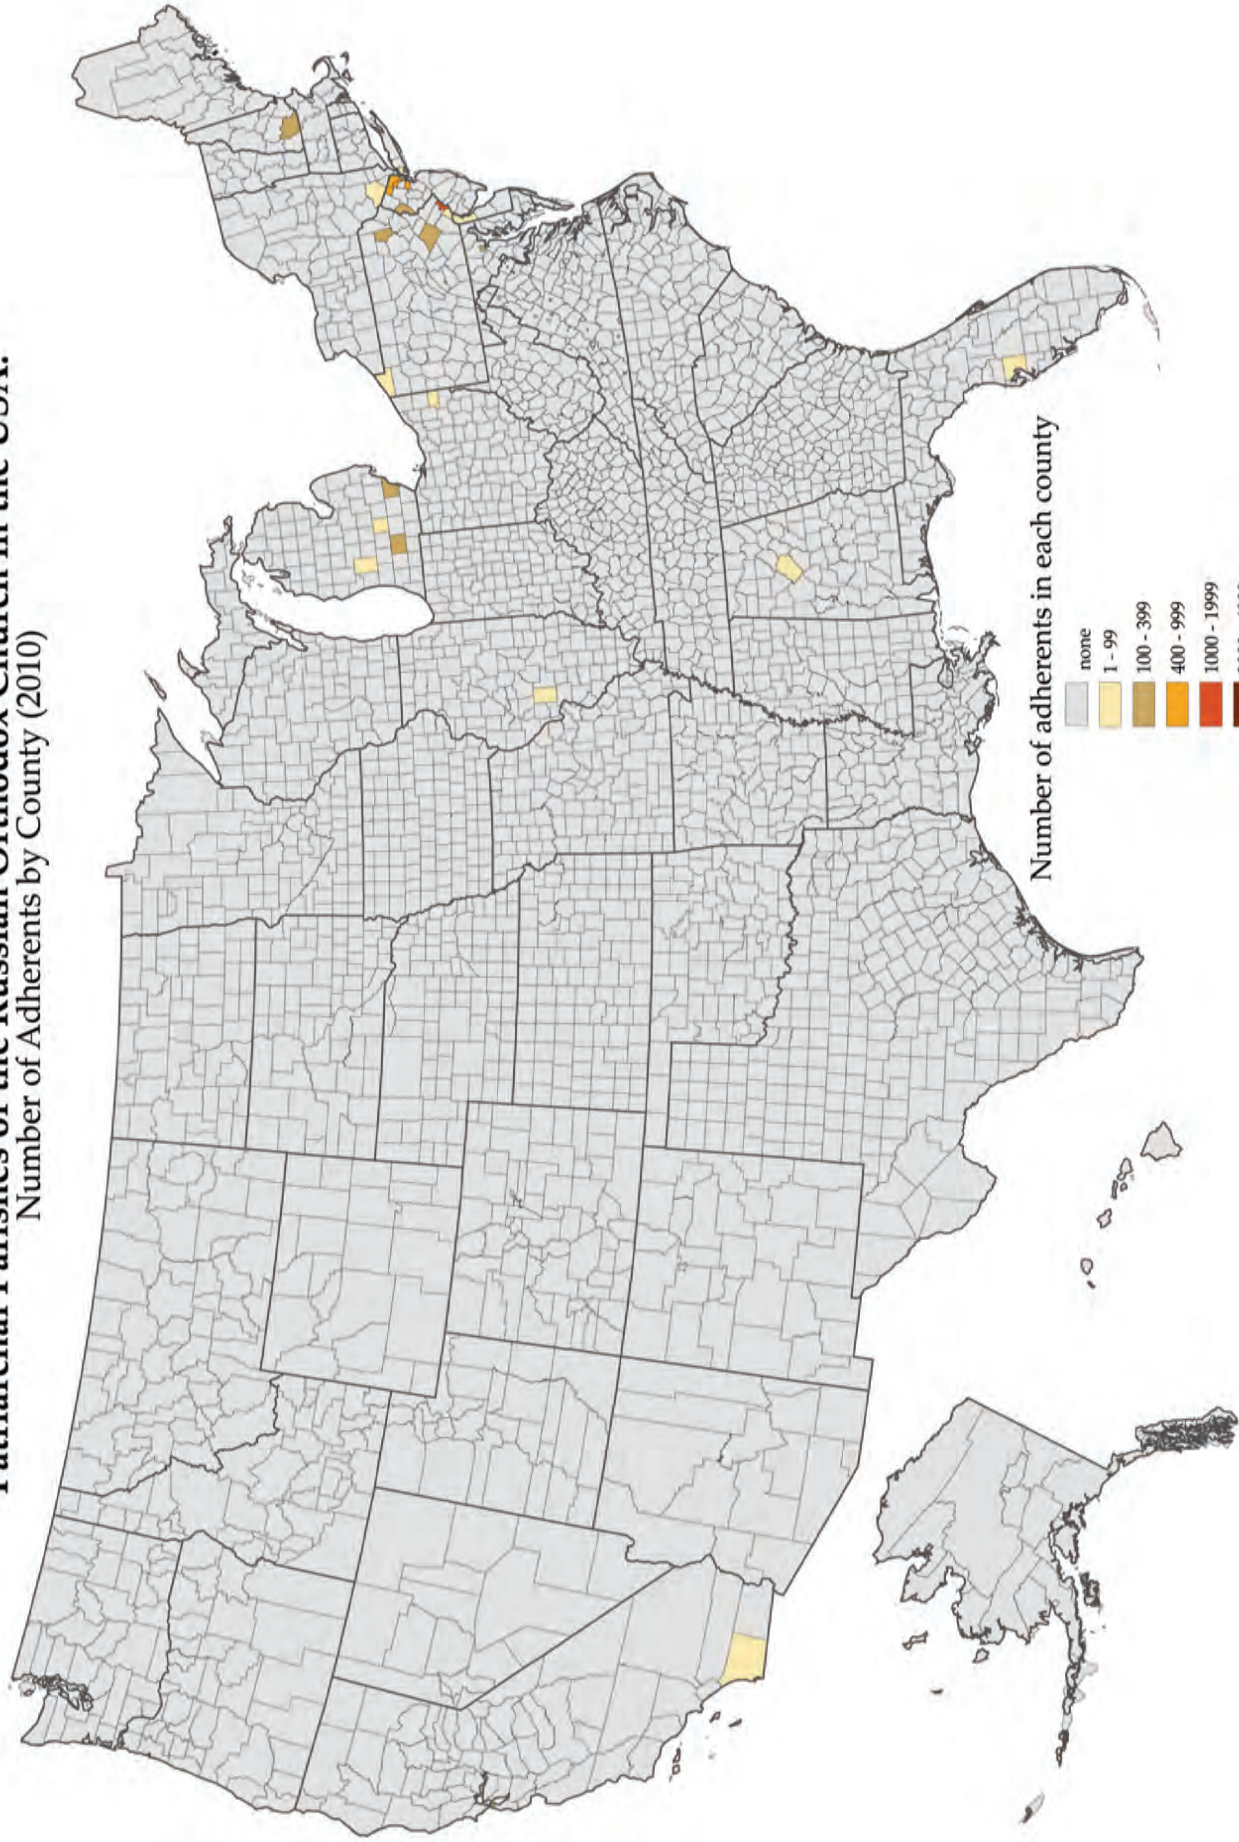 Patriarchal Parishes of the Russian Orthodox Church in the USA:
Number of Adherents by County (2010)
Number of adherents in each county
none
1 - 99
100 - 399
400 - 999
1000 - 1999